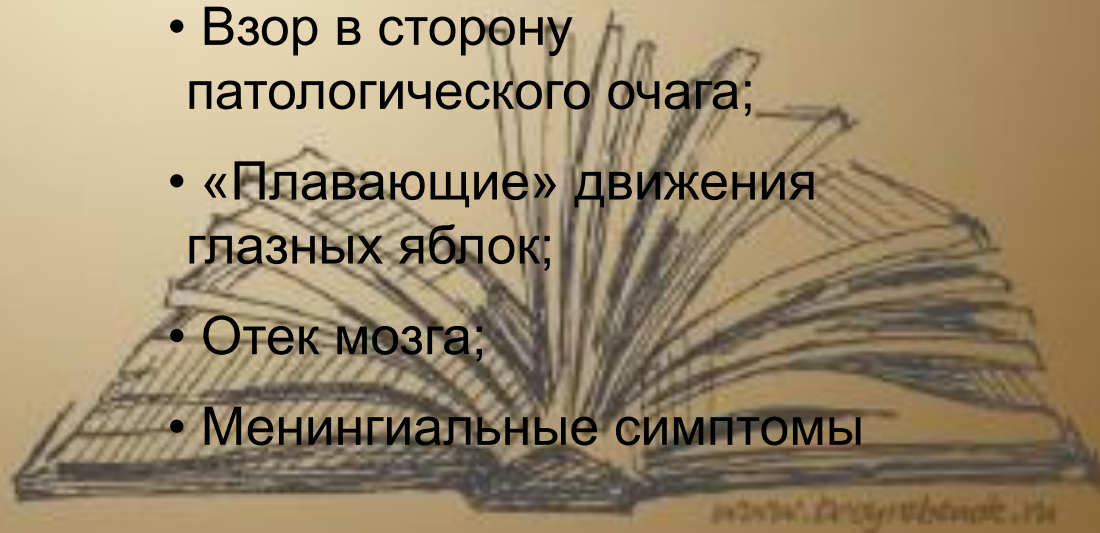 • Взор в сторону
патологического очага;
• «Плавающие» движения
глазных яблок;
• Отек мозга;
• Менингиальные симптомы